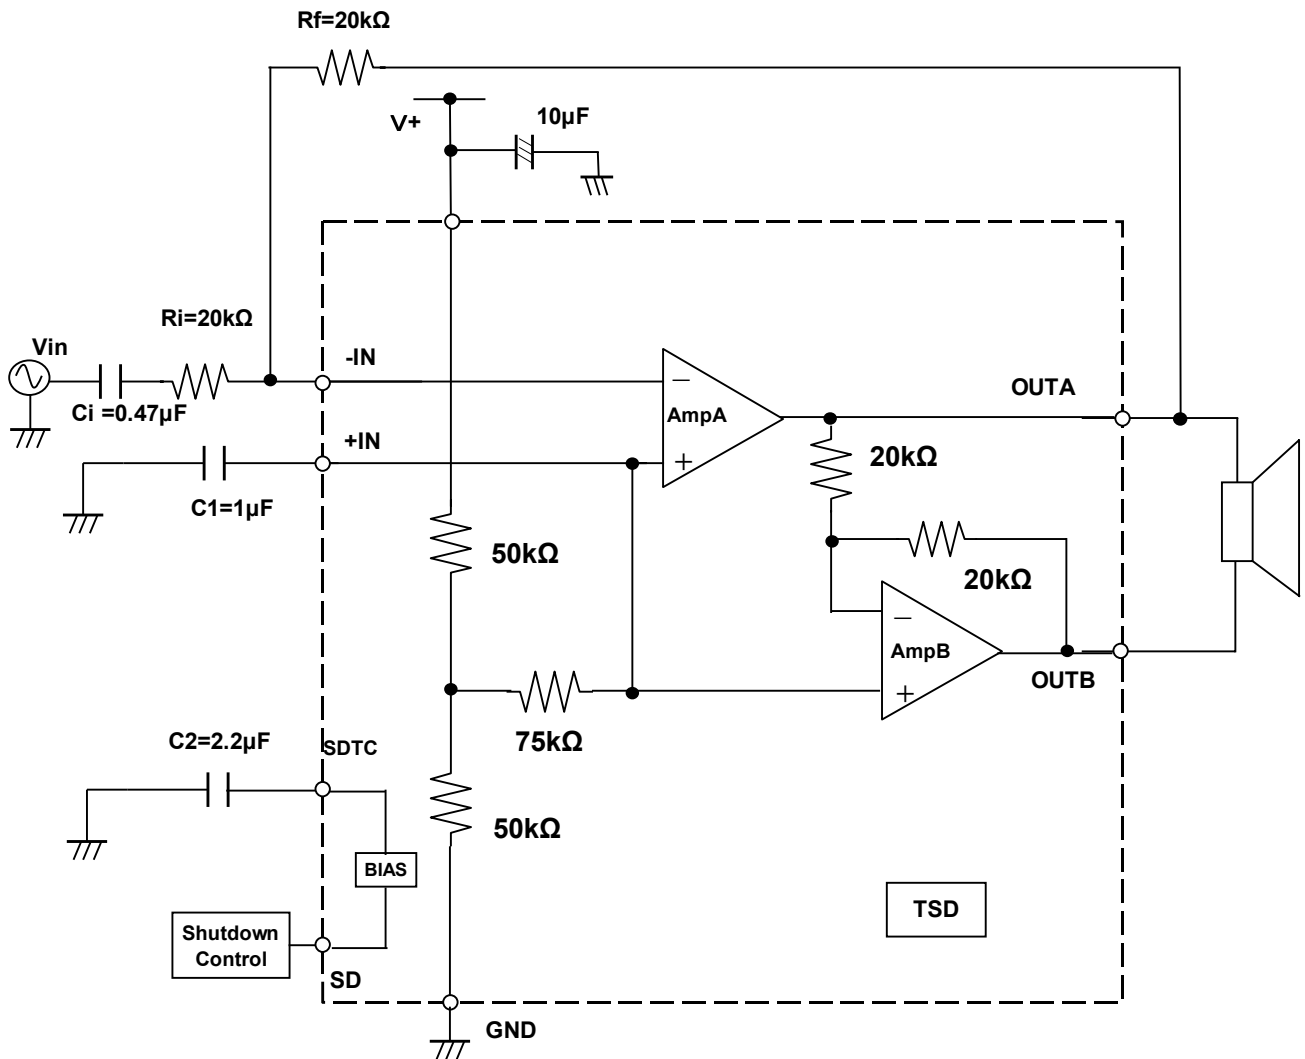 Rf=20kΩ
V+
10µF
Ri=20kΩ
Vin
Ci =0.47µF
-IN
+IN
C1=1µF
AmpA
OUTA
20kΩ
50kΩ
20kΩ
AmpB
OUTB
75kΩ
C2=2.2µF
SDTC
50kΩ
BIAS
TSD
Shutdown
Control
SD
GND